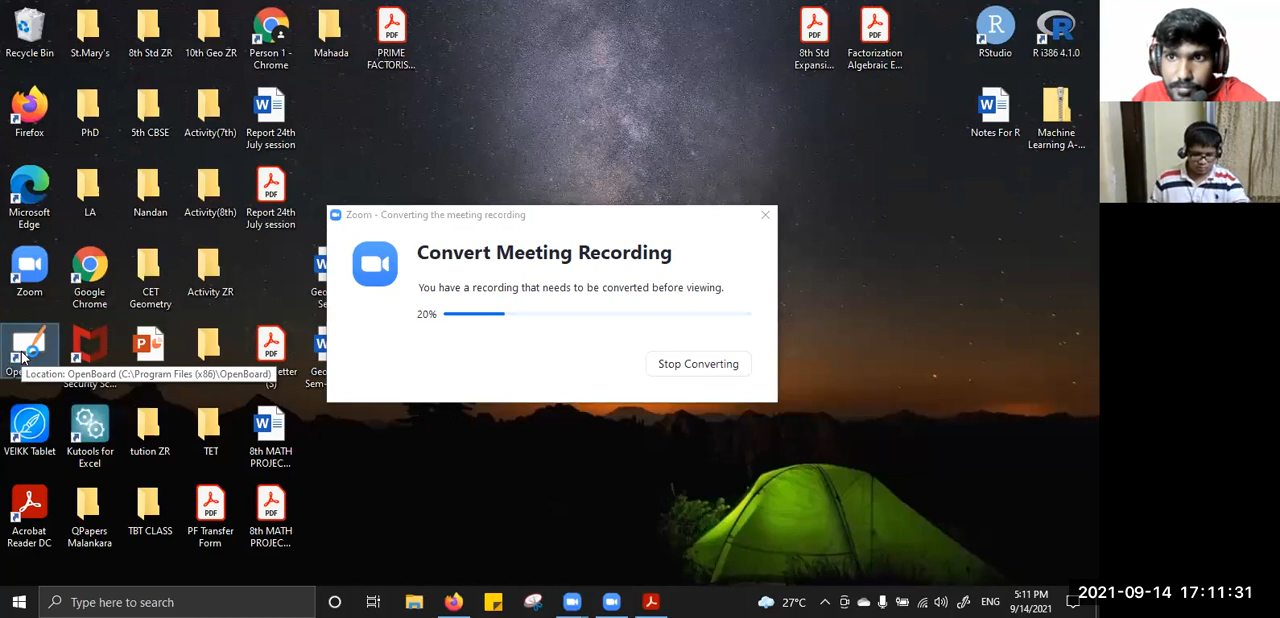 Recycle Bin
St.Mary's
8th Std ZR
10th Geo ZR
Person 1 -
Chrome
Mahada
PRIME
FACTORIS...
8th Std
Expansi...
Factorization
Algebraic E...
RStudio
R i386 4.1.0
Firefox
PhD
5th CBSE
Activity(7th)
Report 24th
July session
Notes For R
Machine
Learning A-...
Microsoft
Edge
LA
Nandan
Activity(8th)
Report 24th
July session
Zoom - Converting the meeting recording
Convert Meeting Recording
You have a recording that needs to be converted before viewing.
20%
Stop Converting
Zoom
Google
Chrome
CET
Geometry
Activity ZR
Location: OpenBoard (C:\Program Files (x86)\OpenBoard)
VEIKK Tablet
Kutools for
Excel
tution ZR
TET
8th MATH
PROJEC...
Acrobat
Reader DC
QPapers
Malankara
TBT CLASS
PF Transfer
Form
8th MATH
PROJEC...
Type here to search
27°C
ENG
5:11 PM
9/14/2021
2021-09-14 17:11:31